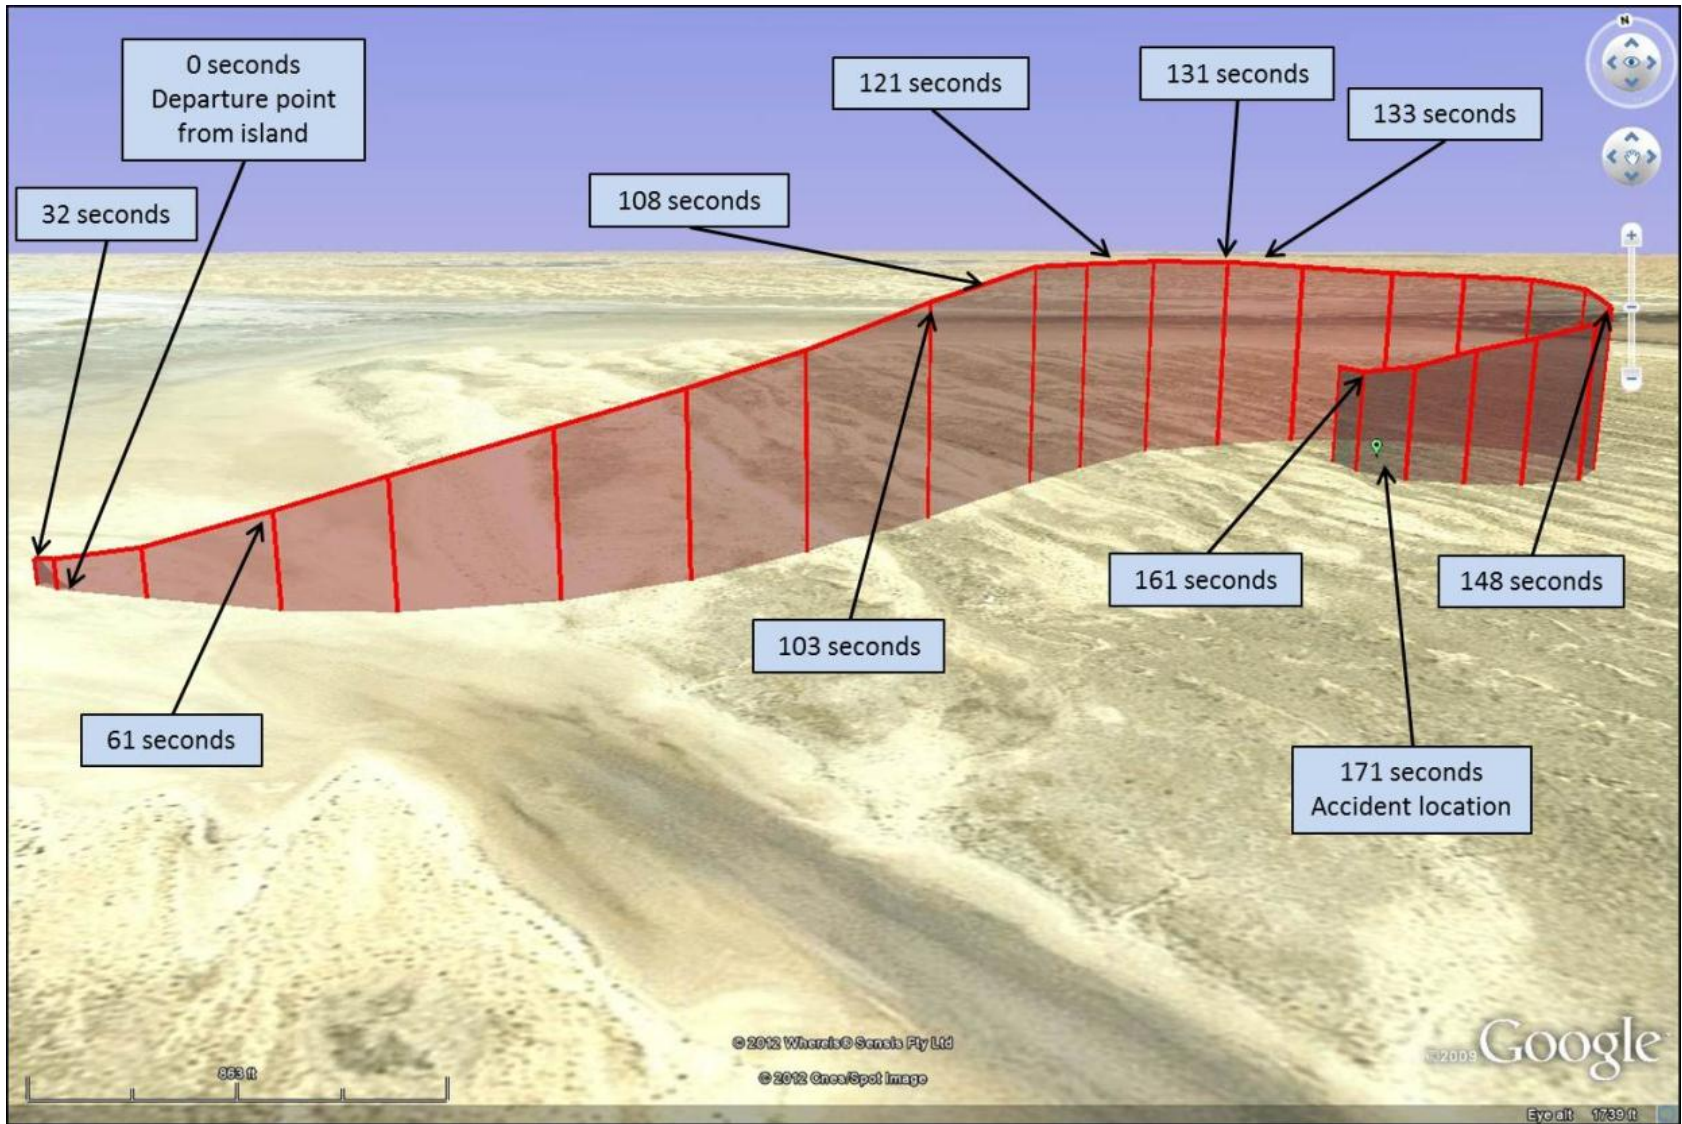 0 seconds
Departure point
from island
32 seconds
121 seconds
131 seconds
133 seconds
N
108 seconds
61 seconds
103 seconds
161 seconds
148 seconds
171 seconds
Accident location
© 2012 Whereis® Sensis Pty Ltd
© 2012 Cnes/Spot Image
©2009 Google
863 ft
Eye alt 1739 ft